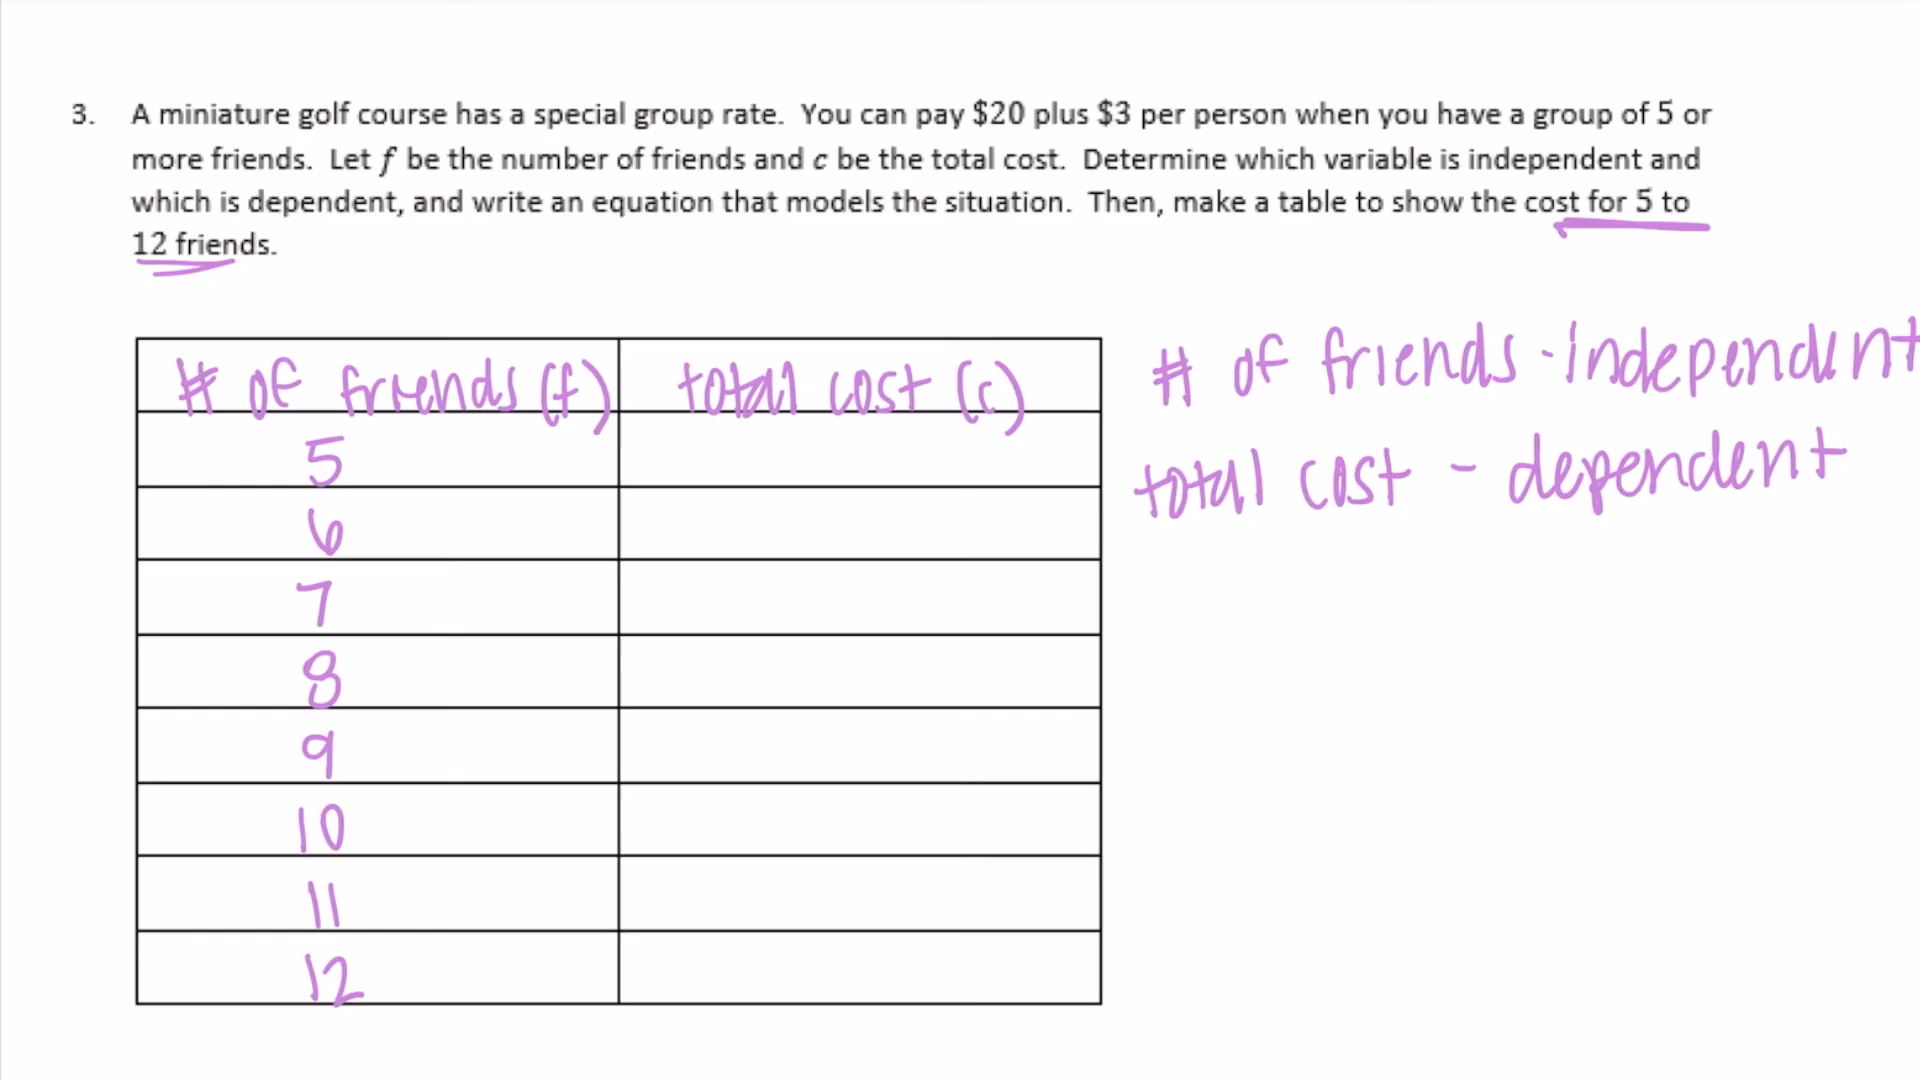 3. A miniature golf course has a special group rate. You can pay $20 plus $3 per person when you have a group of 5 or
more friends. Let f be the number of friends and c be the total cost. Determine which variable is independent and
which is dependent, and write an equation that models the situation. Then, make a table to show the cost for 5 to
12 friends.
# of friends (f) total cost (c)
# of friends - independent
total cost - dependent
5
6
7
8
9
10
11
12